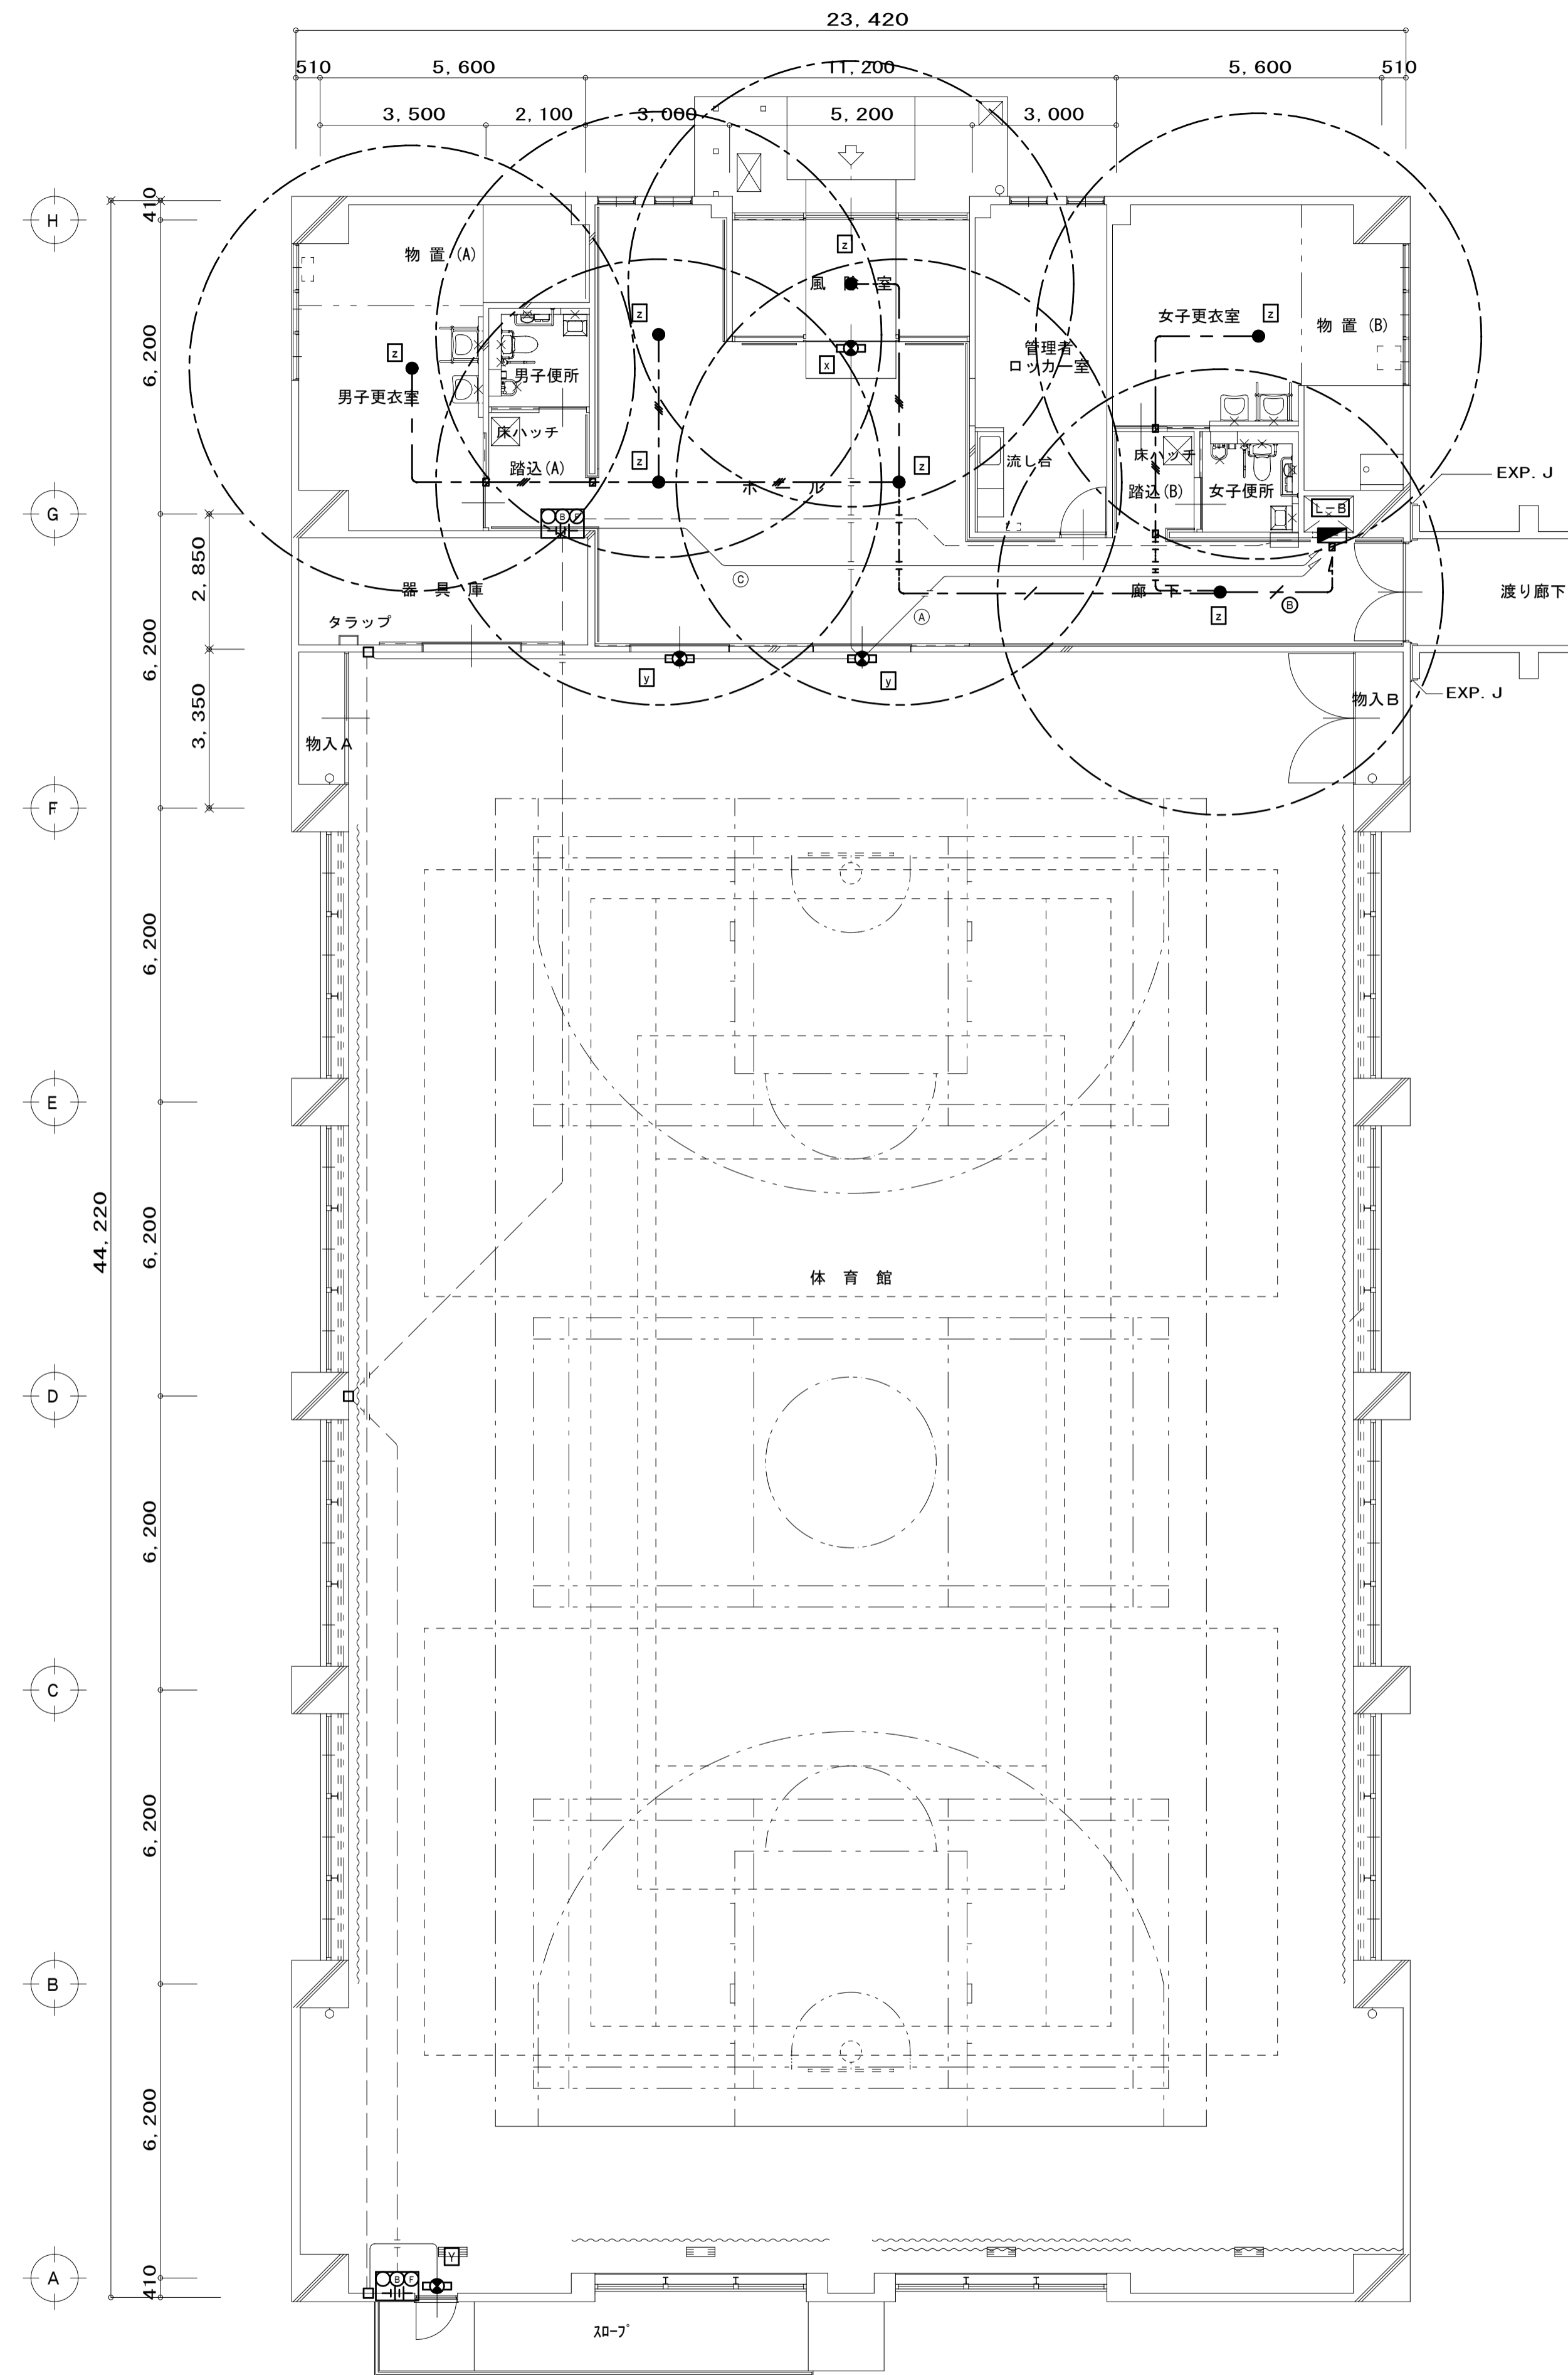 23,420
510 5,600 11,200 5,600 510
3,500 2,100 3,000 5,200 3,000
410
H
物 置 (A)
z
風 除 室
z
女子更衣室
z
物 置 (B)
6,200
z
男子更衣室
男子便所
x
管理者
ロッカー室
床ハッチ
踏込(A)
z
ホ ー ル
z
流し台
床ハッチ
踏込(B)
女子便所
EXP. J
L-B
G
B F
2,850
C
器 具 庫
A
廊 下
B
渡り廊下
タラップ
z
6,200
y
y
EXP. J
3,350
物入A
物入B
F
6,200
E
6,200
44,220
体 育 館
D
6,200
C
6,200
B
6,200
Y
A
410
B F
スロープ